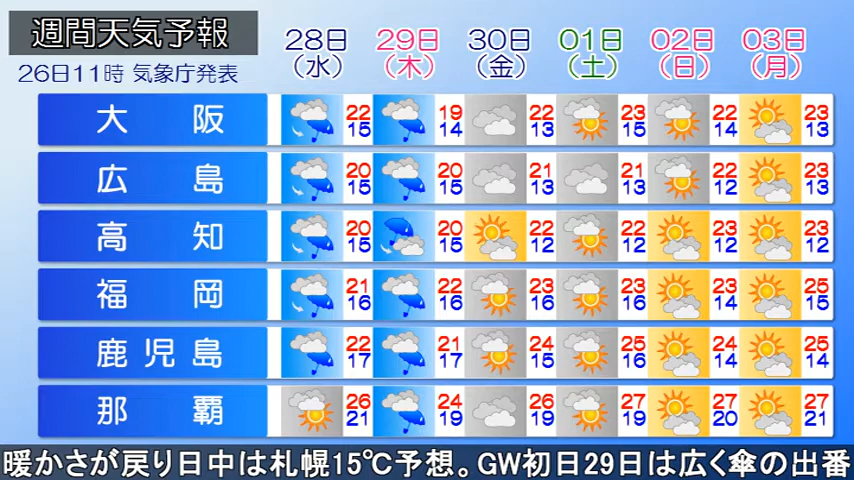 週間天気予報
26日11時 気象庁発表
28日 29日 30日 01日 02日 03日
(水) (木) (金) (土) (日) (月)
大阪 22 15 19 14 22 13 23 15 22 14 23 13
広島 20 15 20 15 21 13 21 13 22 12 23 13
高知 20 15 20 15 22 12 22 12 23 12 23 12
福岡 21 16 22 16 23 16 23 16 23 14 25 15
鹿児島 22 17 21 17 24 15 25 16 24 14 25 14
那覇 26 21 24 19 26 19 27 19 27 20 27 21
暖かさが戻り日中は札幌15℃予想。GW初日29日は広く傘の出番